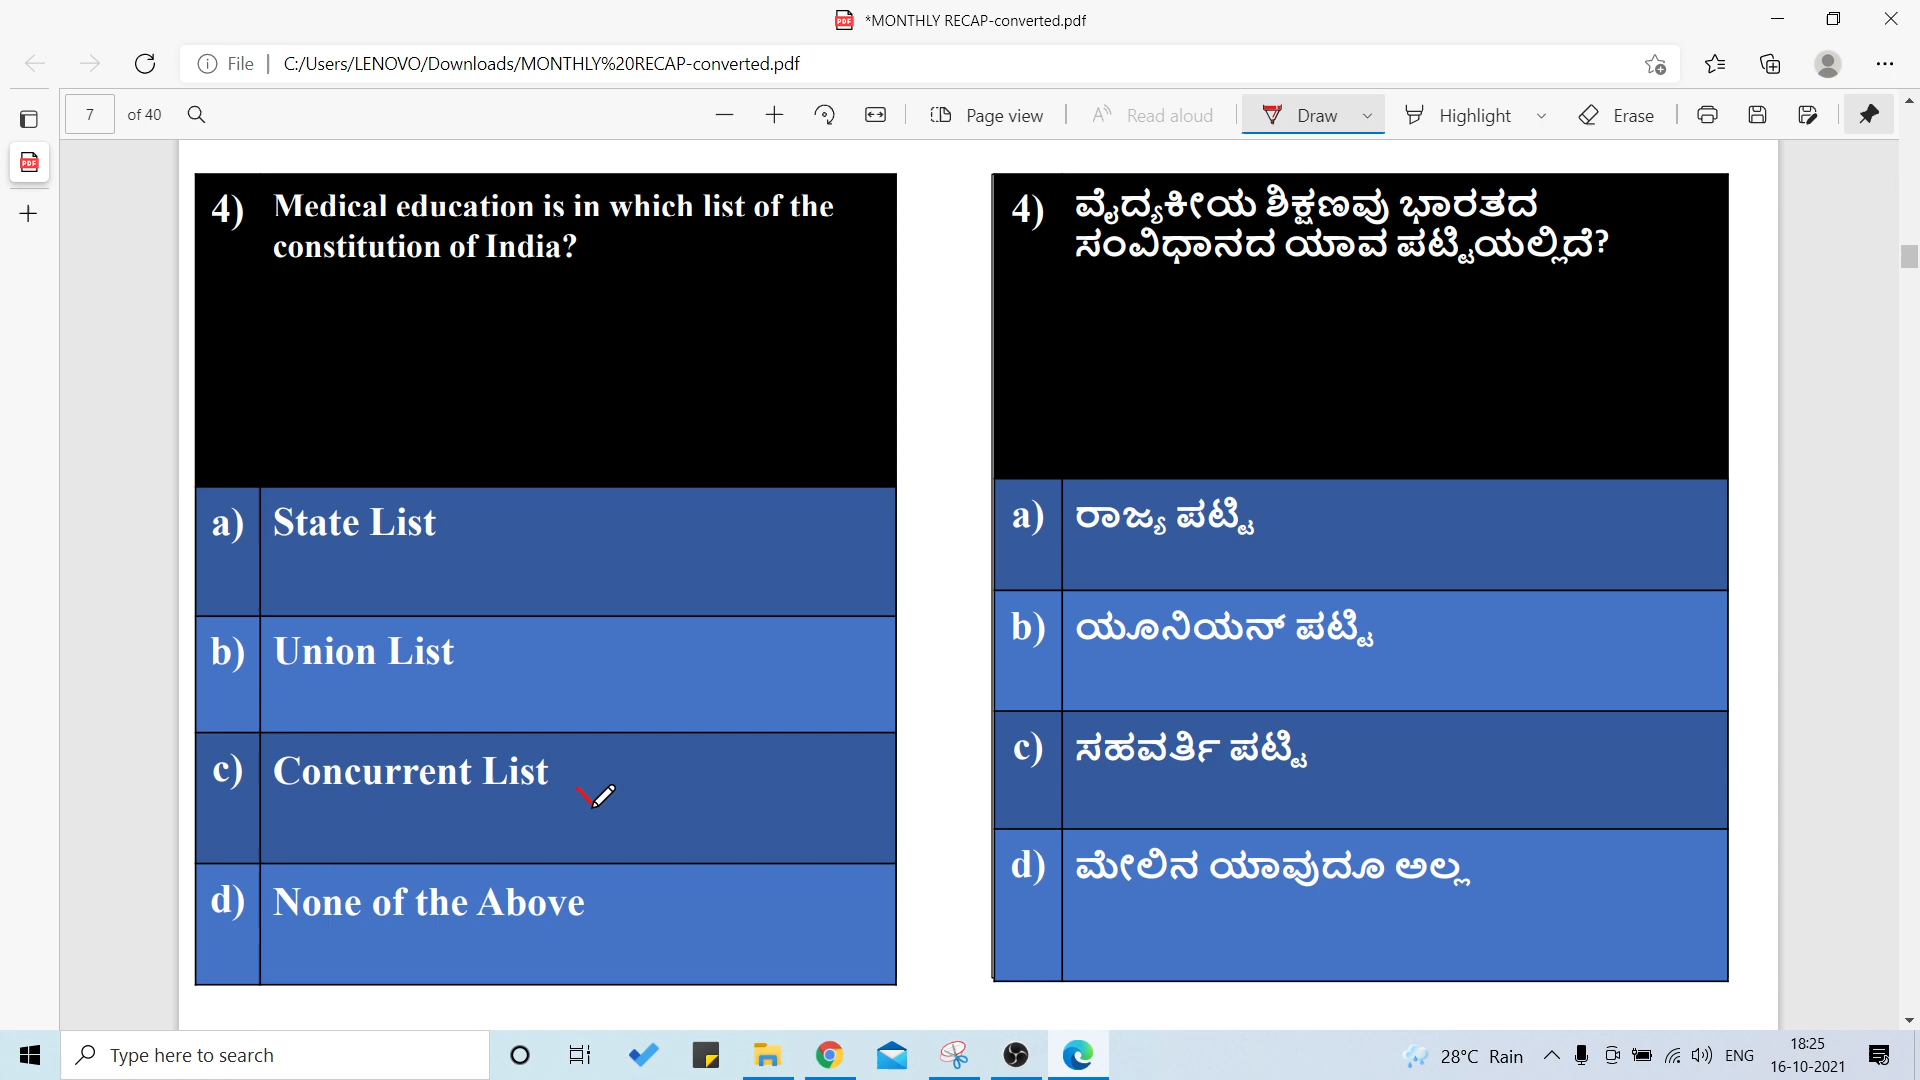 *MONTHLY RECAP-converted.pdf
File C:/Users/LENOVO/Downloads/MONTHLY%20RECAP-converted.pdf
7 of 40 Page view Read aloud Draw Highlight Erase
4) Medical education is in which list of the
constitution of India?
a) State List
b) Union List
c) Concurrent List
d) None of the Above
4) ವೈದ್ಯಕೀಯ ಶಿಕ್ಷಣವು ಭಾರತದ
ಸಂವಿಧಾನದ ಯಾವ ಪಟ್ಟಿಯಲ್ಲಿದೆ?
a) ರಾಜ್ಯ ಪಟ್ಟಿ
b) ಯೂನಿಯನ್ ಪಟ್ಟಿ
c) ಸಹವರ್ತಿ ಪಟ್ಟಿ
d) ಮೇಲಿನ ಯಾವುದೂ ಅಲ್ಲ
Type here to search
28°C Rain
ENG
18:25
16-10-2021